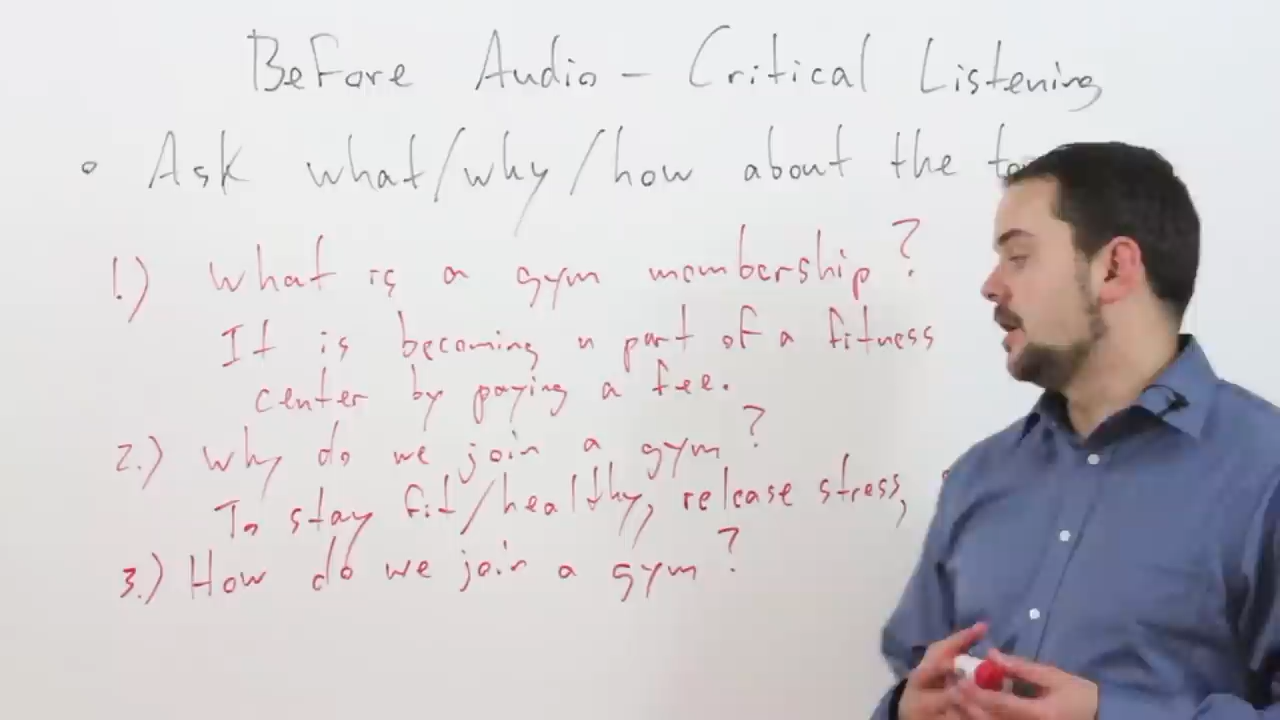 Before Audio - Critical Listening
◦ Ask what/why/how about the
1.) What is a gym membership?
It is becoming a part of a fitness
center by paying a fee.
2.) Why do we join a gym?
To stay fit/healthy, release stress,
3.) How do we join a gym?